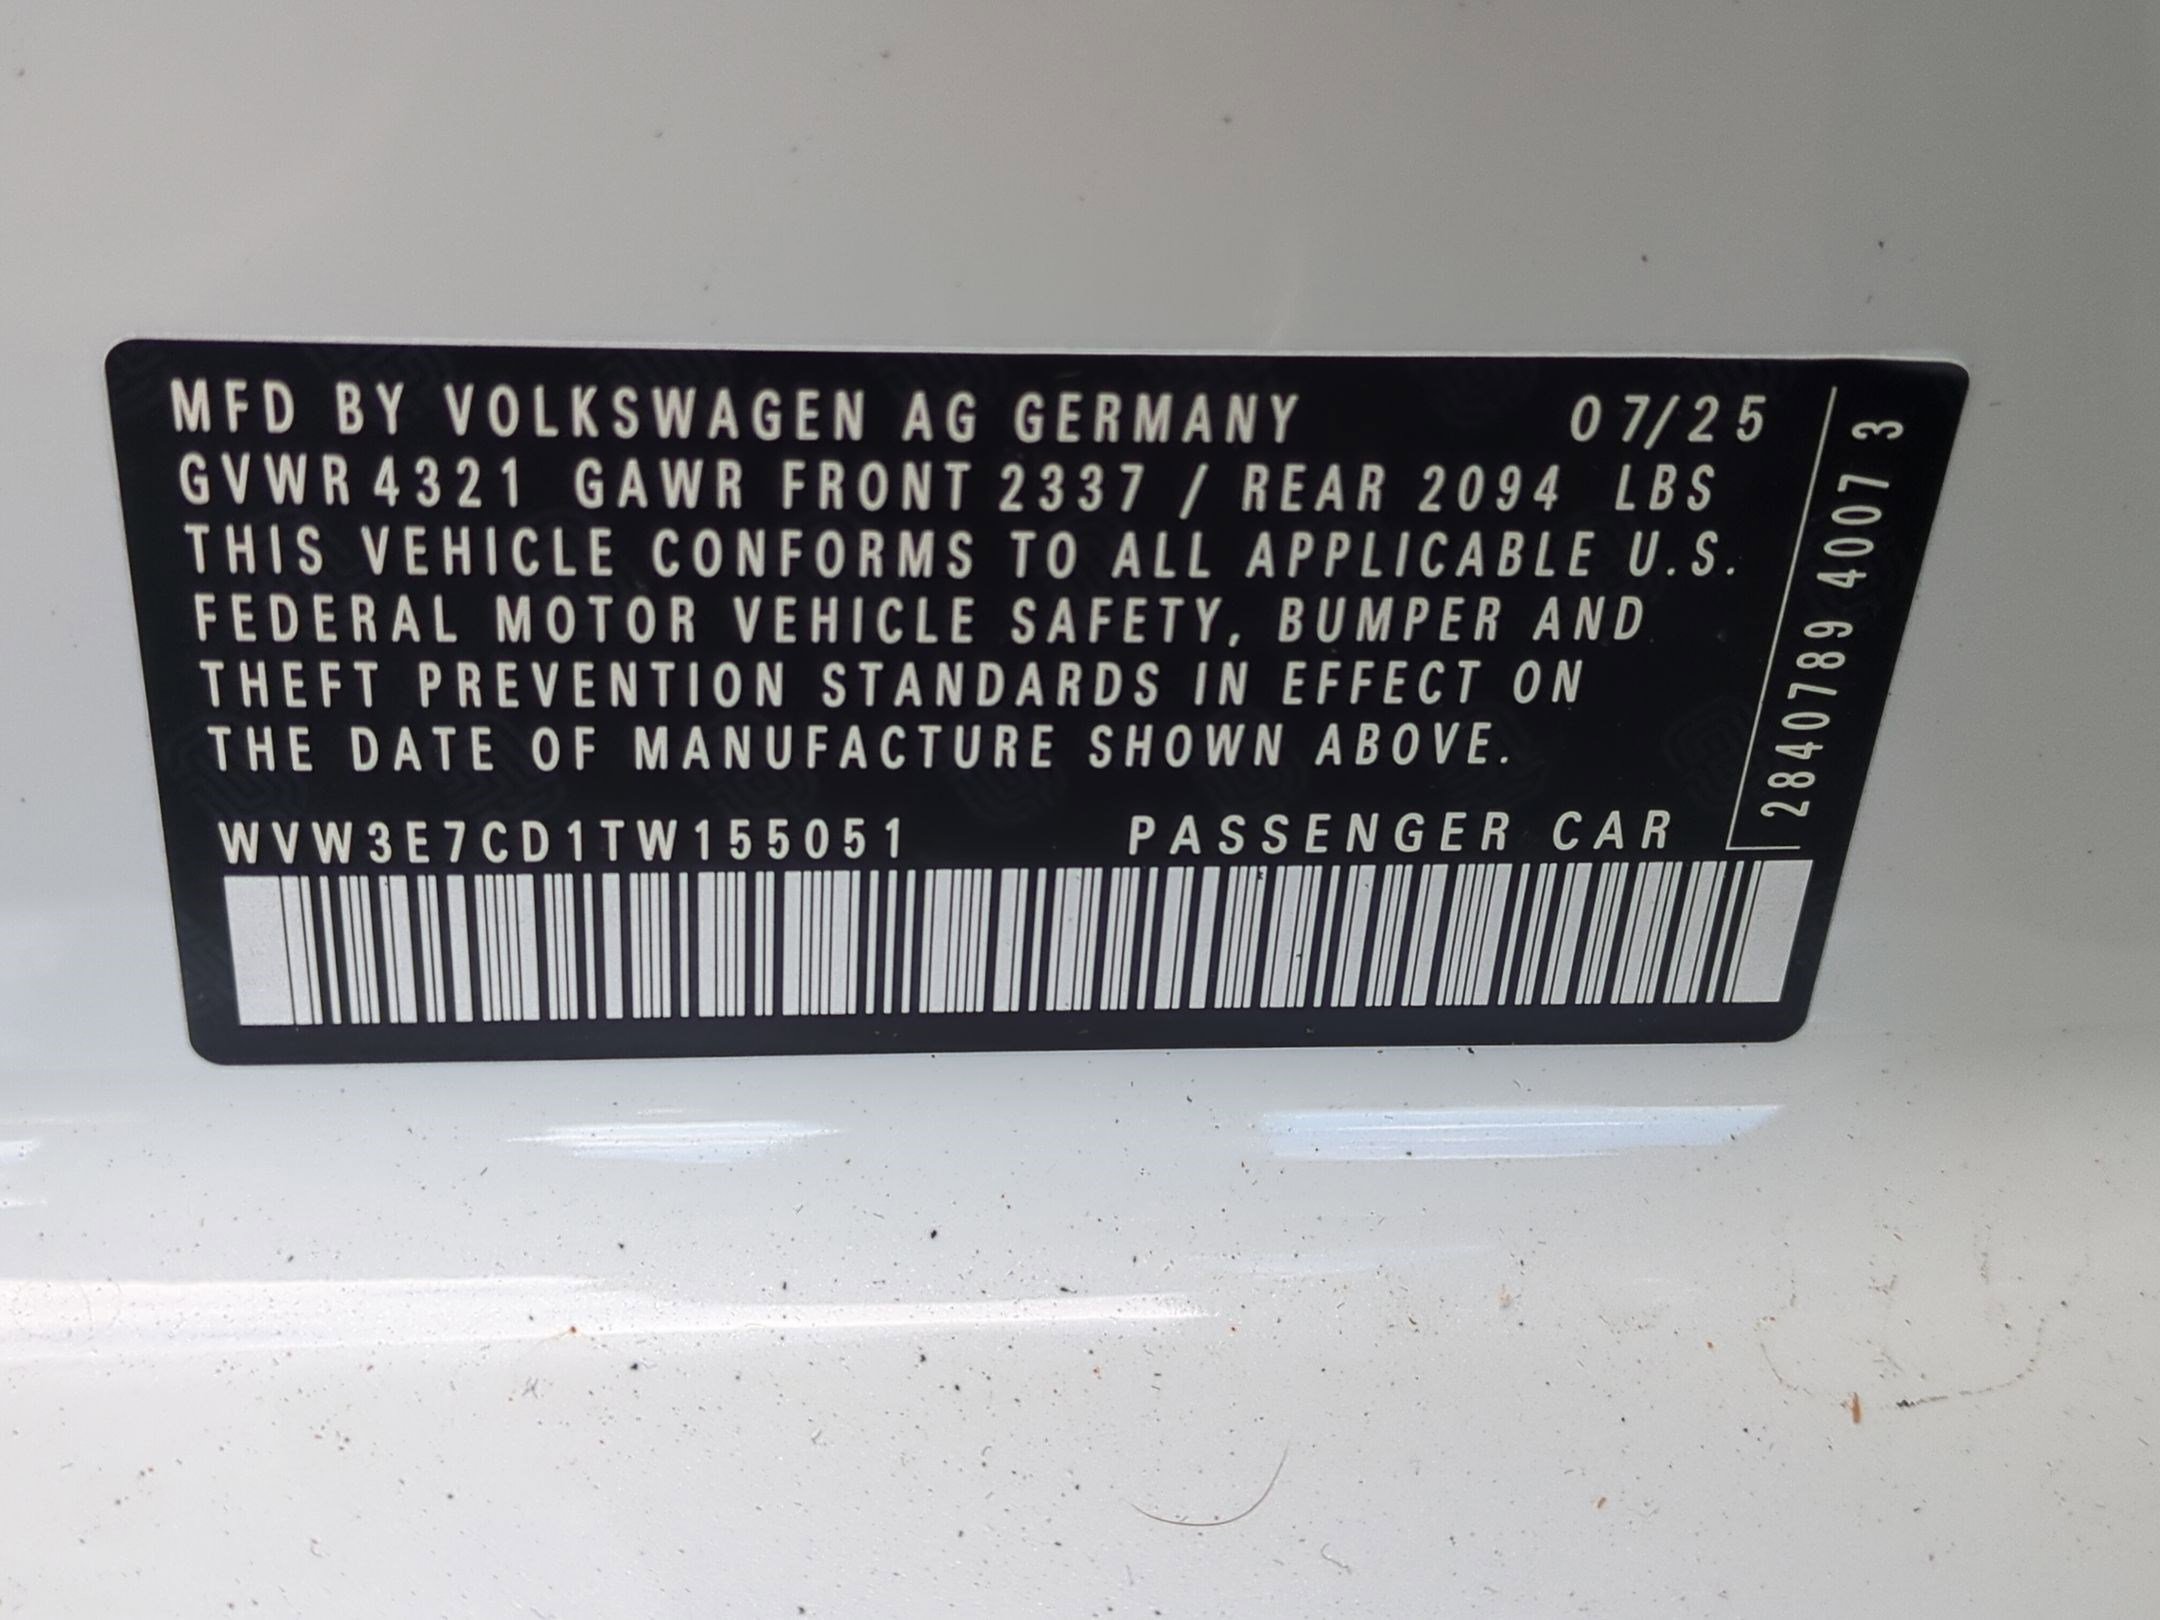 MFD BY VOLKSWAGEN AG GERMANY 07/25
GVWR 4321 GAWR FRONT 2337 / REAR 2094 LBS
THIS VEHICLE CONFORMS TO ALL APPLICABLE U.S.
FEDERAL MOTOR VEHICLE SAFETY, BUMPER AND
THEFT PREVENTION STANDARDS IN EFFECT ON
THE DATE OF MANUFACTURE SHOWN ABOVE.
WVW3E7CD1TW155051 PASSENGER CAR
2840789 4007 3